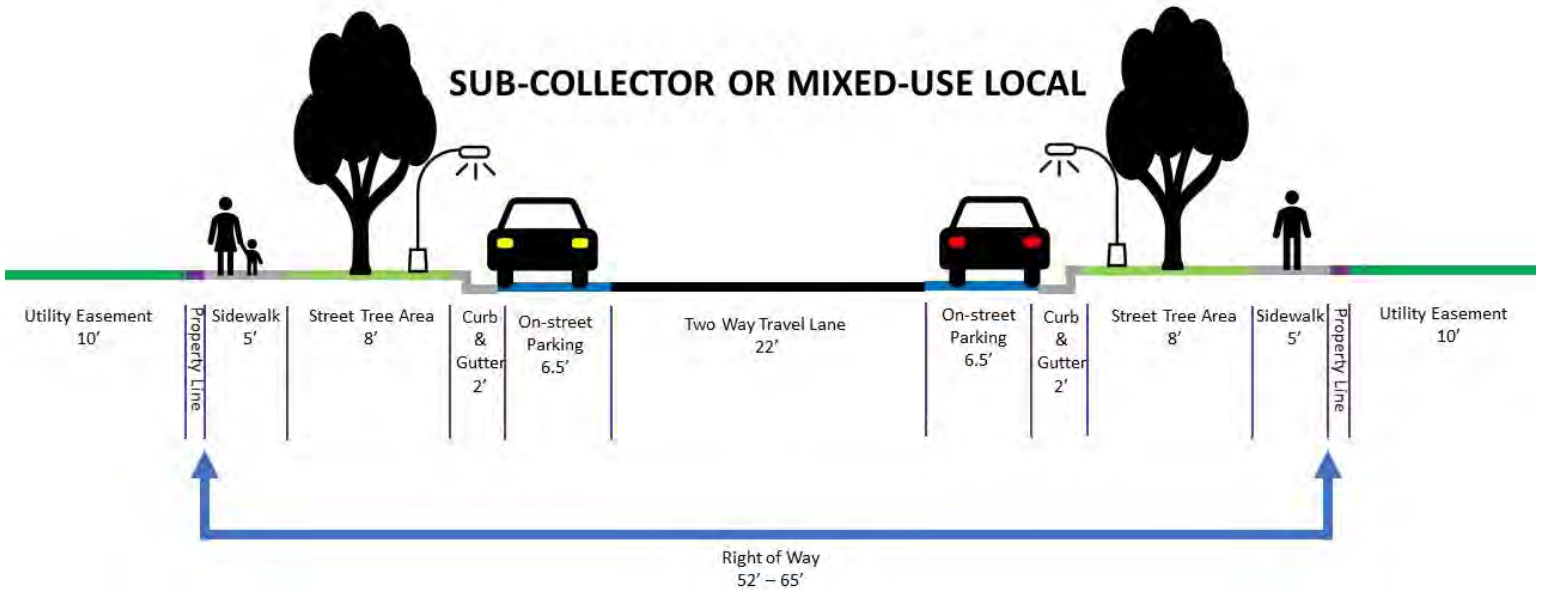 SUB-COLLECTOR OR MIXED-USE LOCAL
Utility Easement
10’
Property Line
Sidewalk
5’
Street Tree Area
8’
Curb
&
Gutter
2’
On-street
Parking
6.5’
Two Way Travel Lane
22’
On-street
Parking
6.5’
Curb
&
Gutter
2’
Street Tree Area
8’
Sidewalk
5’
Property Line
Utility Easement
10’
Right of Way
52’ – 65’